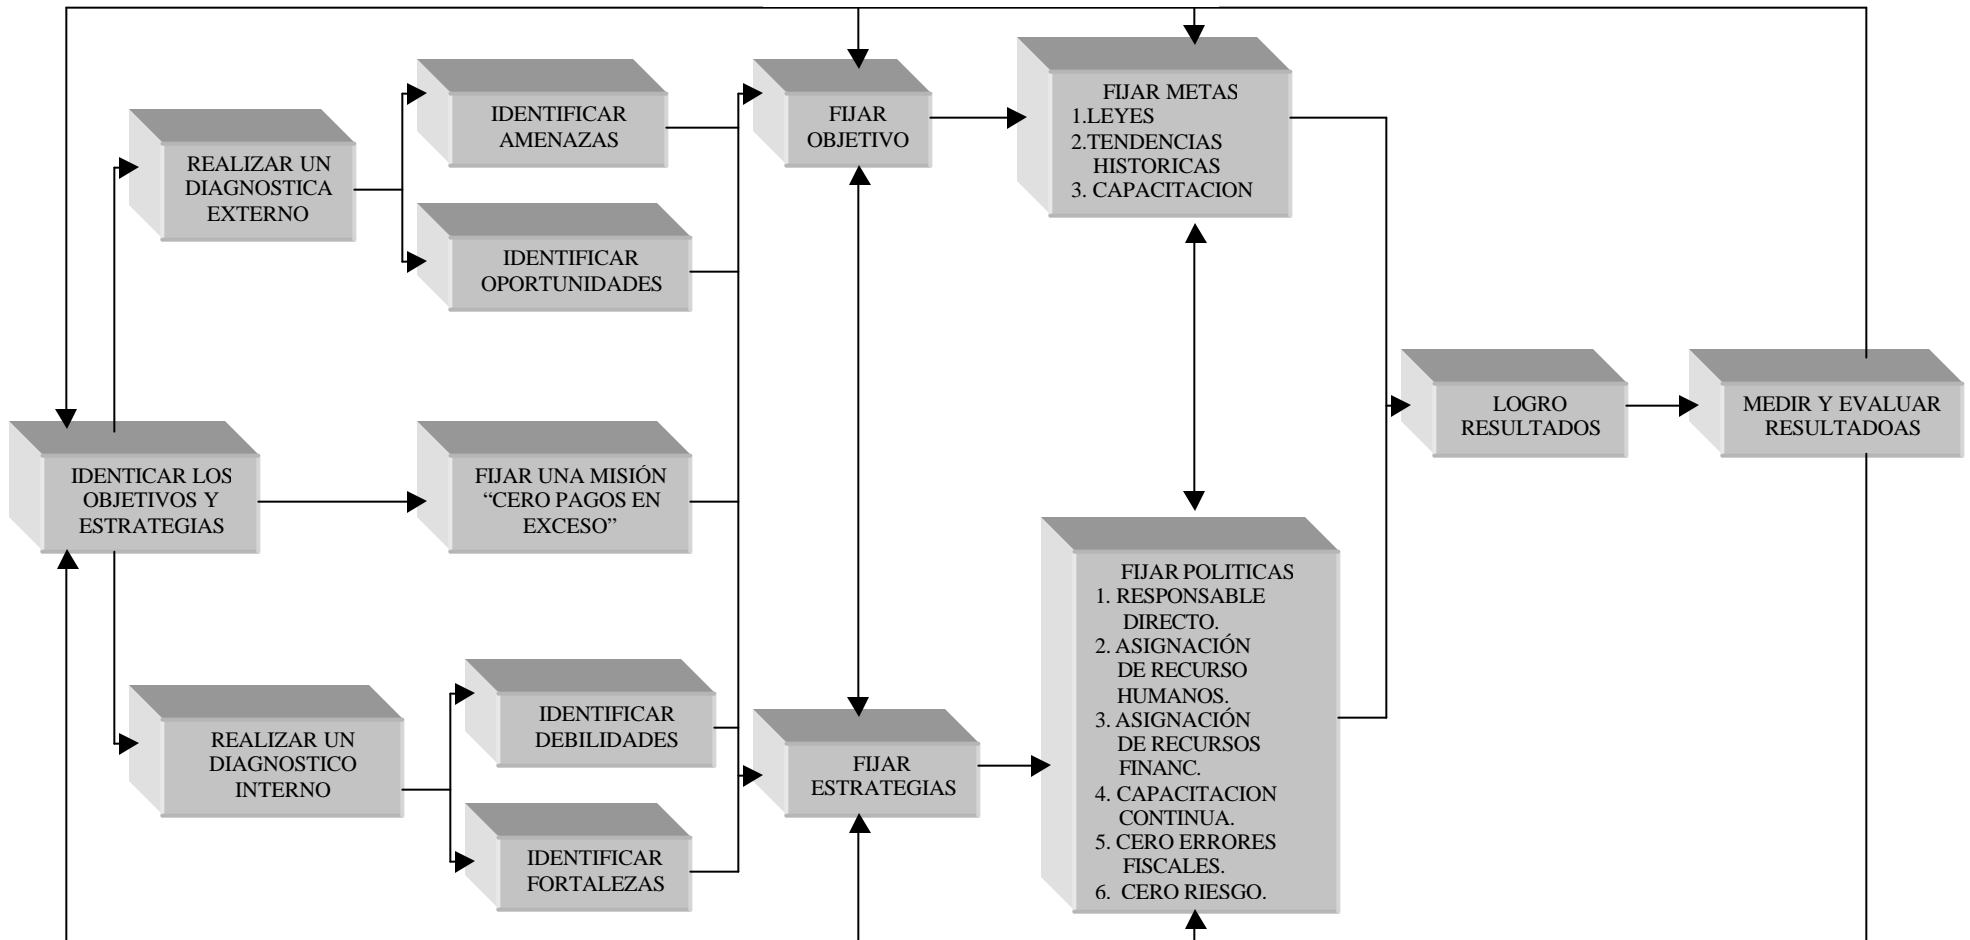 REALIZAR UN
DIAGNOSTICA
EXTERNO
IDENTIFICAR
AMENAZAS
IDENTIFICAR
OPORTUNIDADES
FIJAR
OBJETIVO
FIJAR METAS
1.LEYES
2.TENDENCIAS
HISTORICAS
3. CAPACITACION
IDENTICAR LOS
OBJETIVOS Y
ESTRATEGIAS
FIJAR UNA MISIÓN
“CERO PAGOS EN
EXCESO”
LOGRO
RESULTADOS
MEDIR Y EVALUAR
RESULTADOAS
REALIZAR UN
DIAGNOSTICO
INTERNO
IDENTIFICAR
DEBILIDADES
IDENTIFICAR
FORTALEZAS
FIJAR
ESTRATEGIAS
FIJAR POLITICAS
1. RESPONSABLE
DIRECTO.
2. ASIGNACIÓN
DE RECURSO
HUMANOS.
3. ASIGNACIÓN
DE RECURSOS
FINANC.
4. CAPACITACION
CONTINUA.
5. CERO ERRORES
FISCALES.
6. CERO RIESGO.